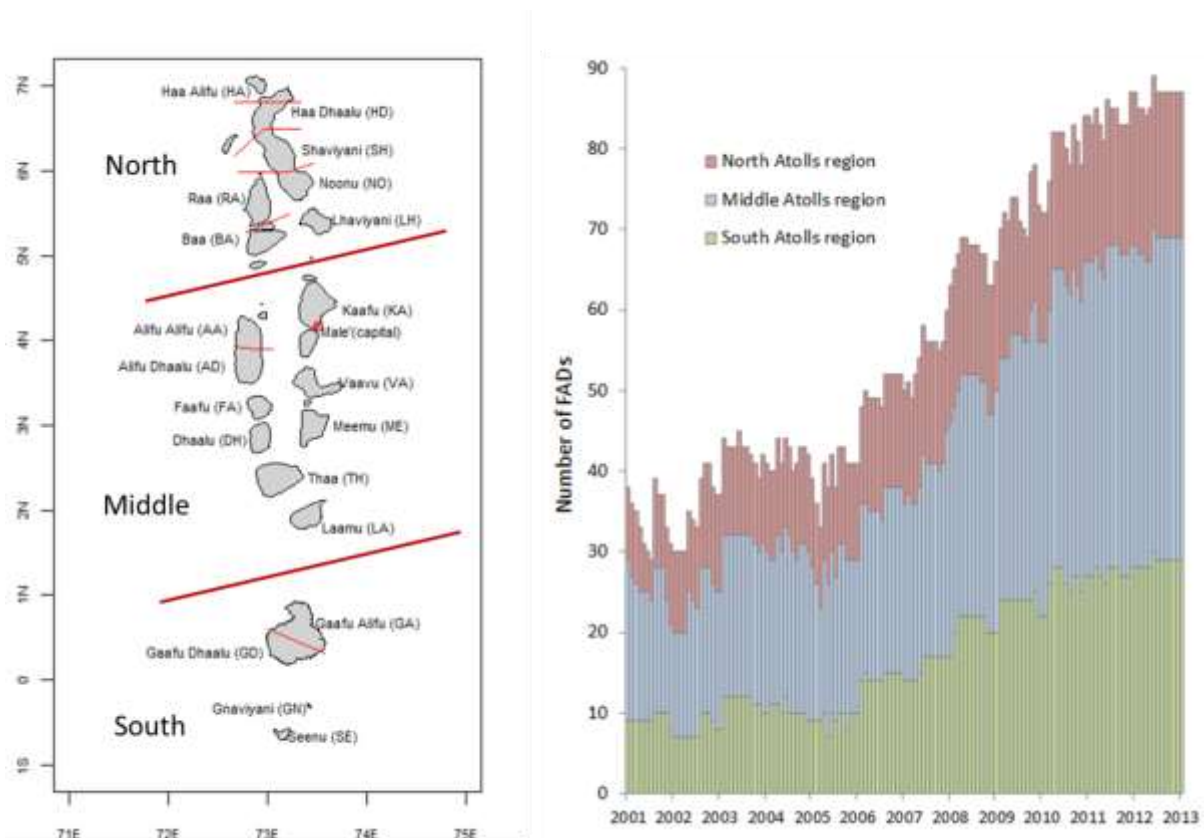 7N
6N
5N
4N
3N
2N
1N
0
1S
71E
72E
73E
74E
75E
Haa Alifu (HA)
Haa Dhaalu (HD)
North
Shaviyani (SH)
Noonu (NO)
Raa (RA)
Lhaviyani (LH)
Baa (BA)
Kaafu (KA)
Alifu Alifu (AA)
Male'(capital)
Alifu Dhaalu (AD)
Vaavu (VA)
Faafu (FA)
Meemu (ME)
Dhaalu (DH)
Thaa (TH)
Middle
Laamu (LA)
Gaafu Alifu (GA)
Gaafu Dhaalu (GD)
Gnaviyani (GN)
South
Seenu (SE)
Number of FADs
90
80
70
60
50
40
30
20
10
0
North Atolls region
Middle Atolls region
South Atolls region
2001
2002
2003
2004
2005
2006
2007
2008
2009
2010
2011
2012
2013